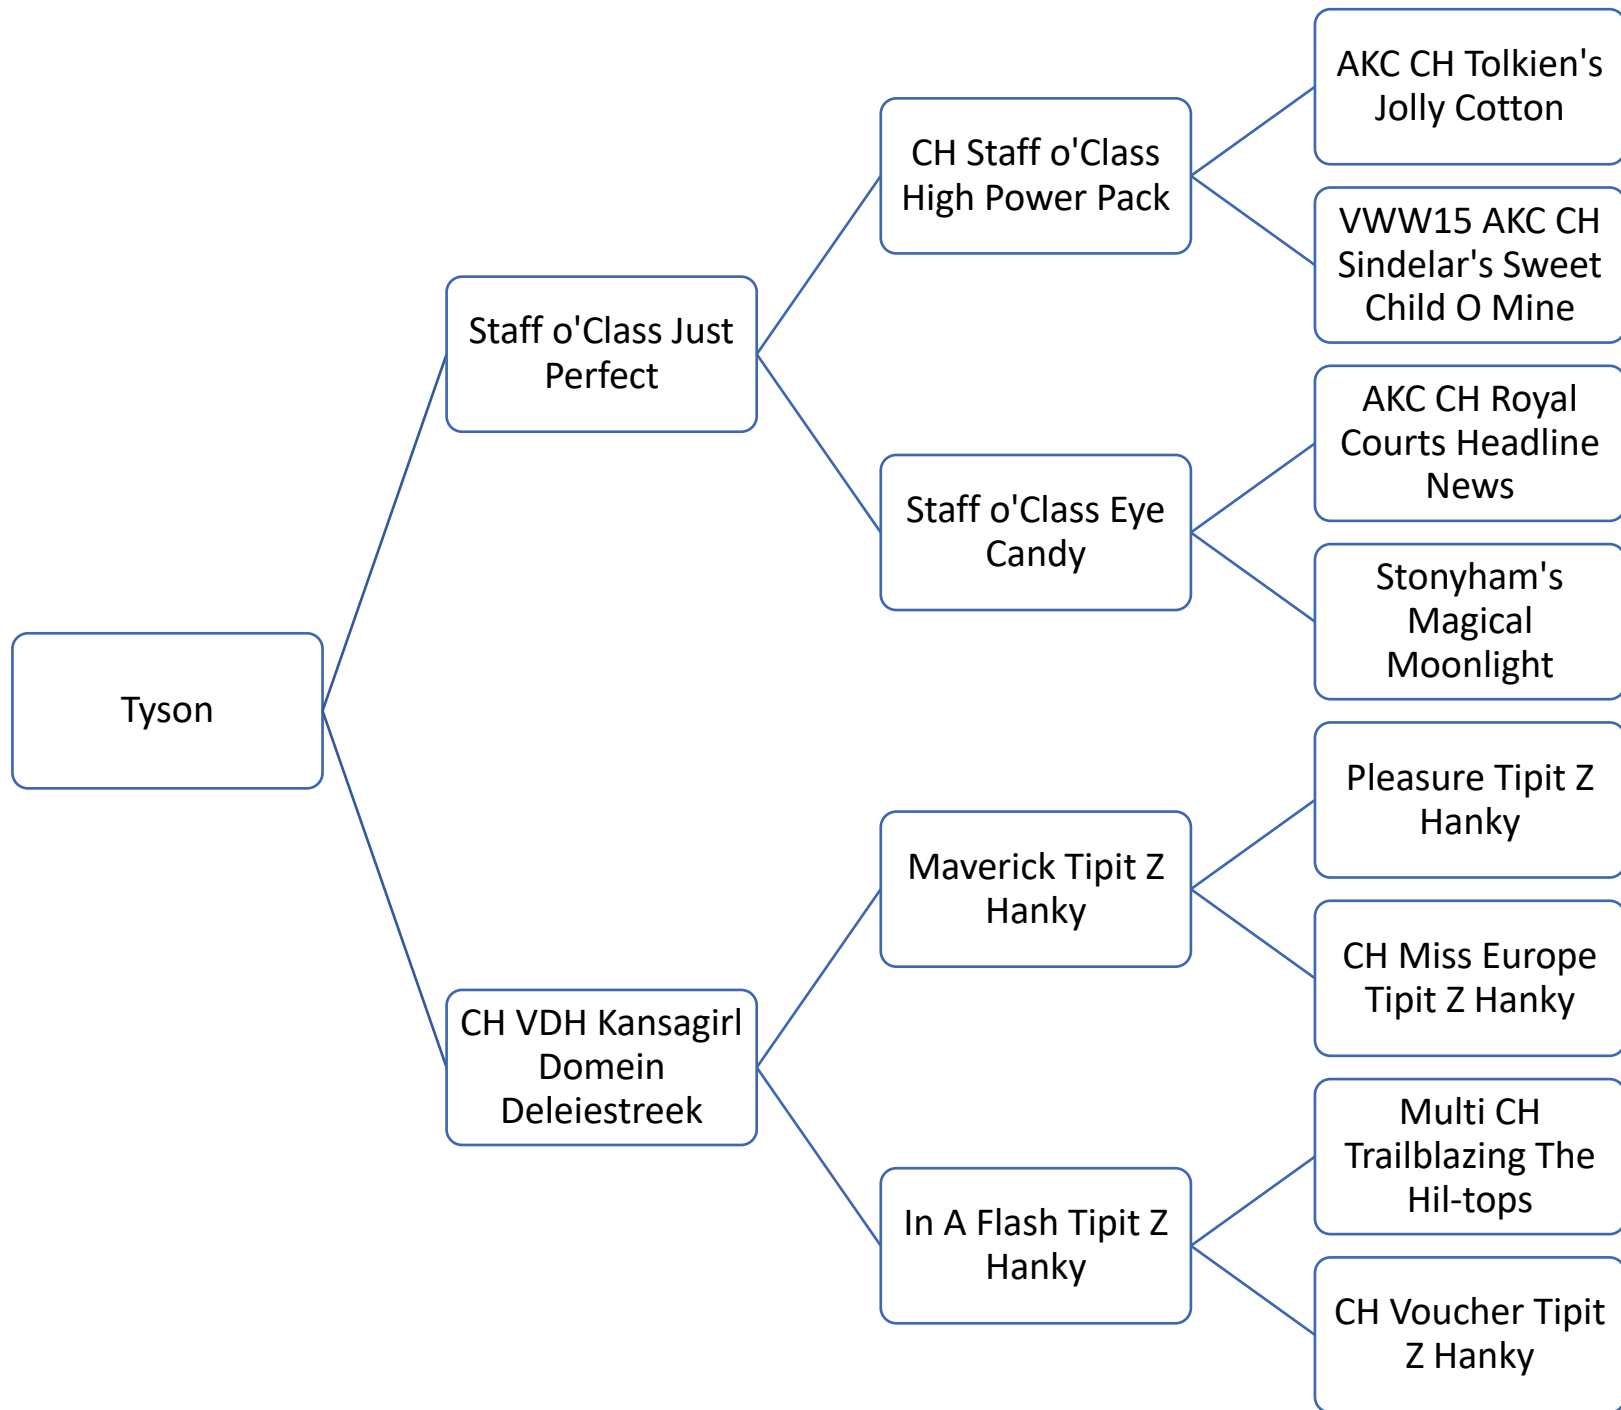 Tyson
Staff o'Class Just
Perfect
CH VDH Kansagirl
Domein
Deleiestreek
CH Staff o'Class
High Power Pack
Staff o'Class Eye
Candy
Maverick Tipit Z
Hanky
In A Flash Tipit Z
Hanky
AKC CH Tolkien's
Jolly Cotton
VWW15 AKC CH
Sindelar's Sweet
Child O Mine
AKC CH Royal
Courts Headline
News
Stonyham's
Magical
Moonlight
Pleasure Tipit Z
Hanky
CH Miss Europe
Tipit Z Hanky
Multi CH
Trailblazing The
Hil-tops
CH Voucher Tipit
Z Hanky